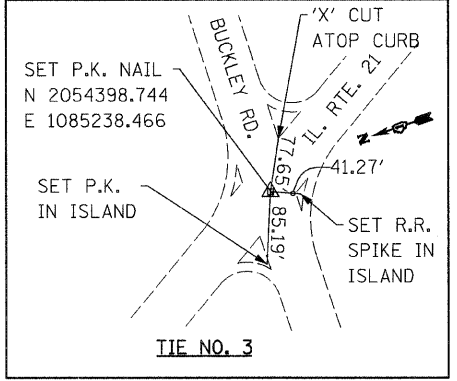 'X' CUT
ATOP CURB
BUCKLEY RD.
IL. RTE. 21
SET P.K. NAIL
N 2054398.744
E 1085238.466
77.65'
41.27'
N
SET P.K.
IN ISLAND
85.19'
SET R.R.
SPIKE IN
ISLAND
TIE NO. 3